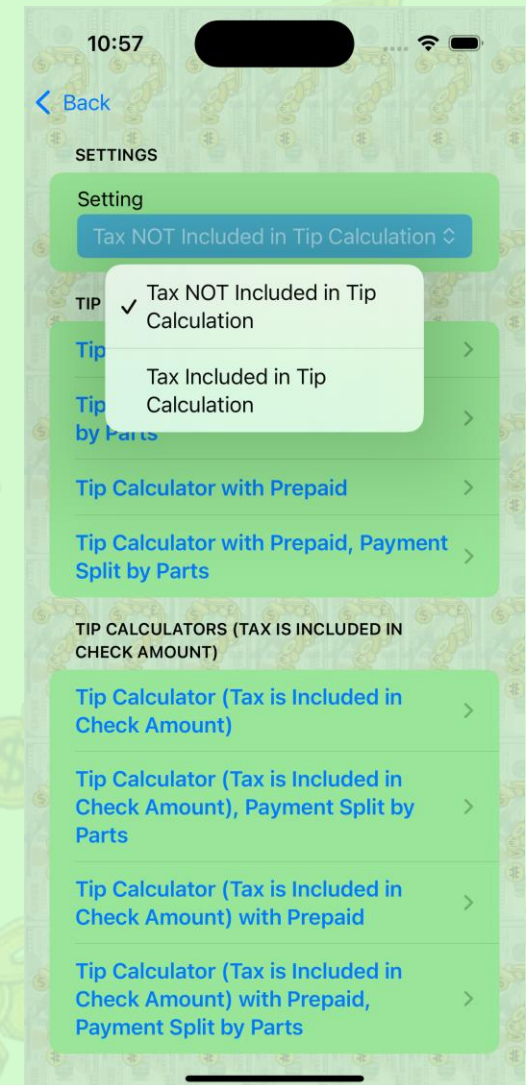 10:57
Back
SETTINGS
Setting
Tax NOT Included in Tip Calculation
TIP
Tax NOT Included in Tip
Calculation
Tip
Tax Included in Tip
Calculation
Tip
by Parts
Tip Calculator with Prepaid
Tip Calculator with Prepaid, Payment
Split by Parts
TIP CALCULATORS (TAX IS INCLUDED IN
CHECK AMOUNT)
Tip Calculator (Tax is Included in
Check Amount)
Tip Calculator (Tax is Included in
Check Amount), Payment Split by
Parts
Tip Calculator (Tax is Included in
Check Amount) with Prepaid
Tip Calculator (Tax is Included in
Check Amount) with Prepaid,
Payment Split by Parts